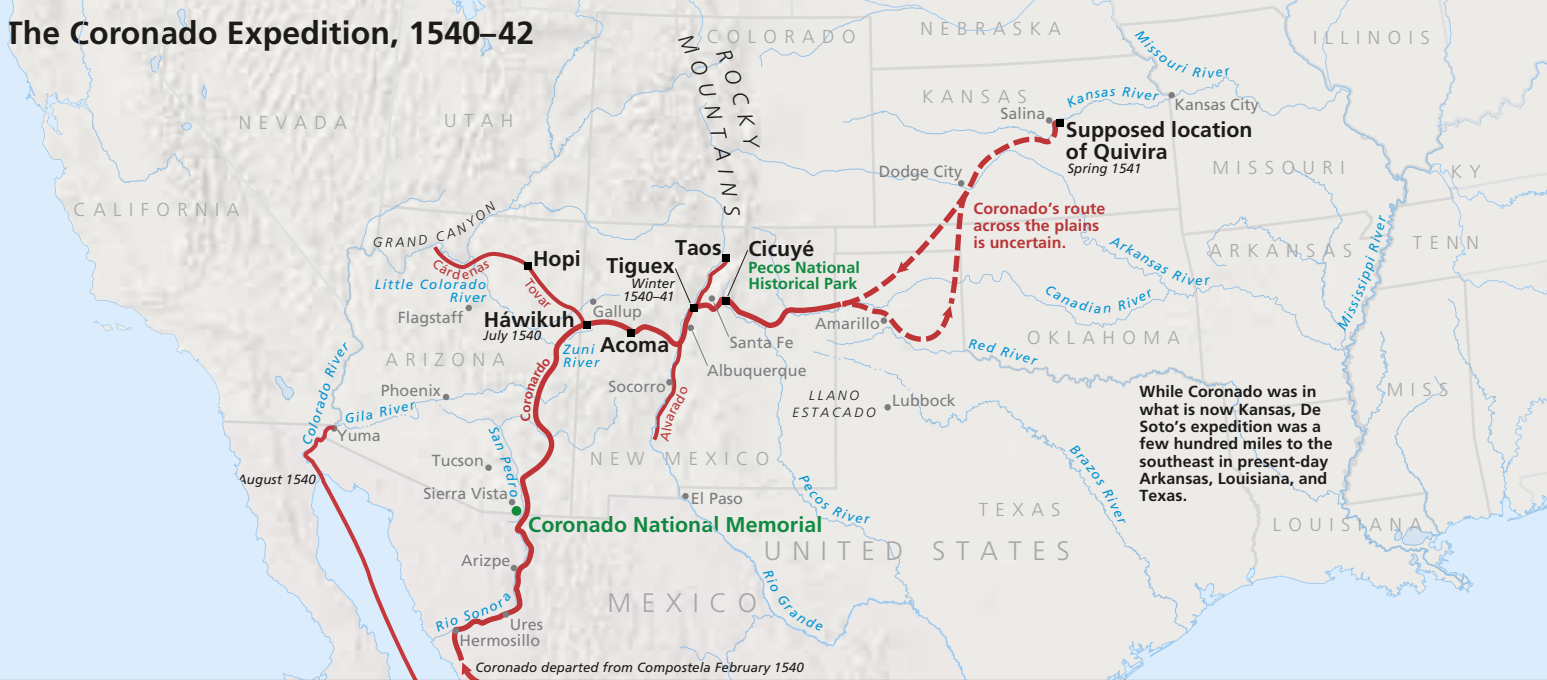 The Coronado Expedition, 1540–42
COLORADO
NEBRASKA
ILLINOIS
Missouri River
ROCKY
MOUNTAINS
KANSAS
Kansas River
Kansas City
Salina
NEVADA
UTAH
Supposed location
of Quivira
Spring 1541
MISSOURI
KY
Dodge City
CALIFORNIA
GRAND CANYON
Coronado's route
across the plains
is uncertain.
Taos
Cicuyé
Pecos National
Historical Park
Hopi
Tiguex
Winter
1540–41
Cárdenas
Tovar
Little Colorado
River
Arkansas River
ARKANSAS
TENN
Mississippi River
Canadian River
Flagstaff
Háwikuh
July 1540
Gallup
Acoma
Zuni
River
Santa Fe
Amarillo
OKLAHOMA
Red River
ARIZONA
Albuquerque
Socorro
Alvarado
Coronardo
Colorado River
Phoenix
Gila River
Yuma
LLANO
ESTACADO
Lubbock
While Coronado was in
what is now Kansas, De
Soto's expedition was a
few hundred miles to the
southeast in present-day
Arkansas, Louisiana, and
Texas.
MISS
San Pedro
Tucson
NEW MEXICO
August 1540
Sierra Vista
El Paso
Pecos River
Brazos River
TEXAS
LOUISIANA
Coronado National Memorial
UNITED STATES
Arizpe
Rio Grande
MEXICO
Rio Sonora
Ures
Hermosillo
Coronado departed from Compostela February 1540